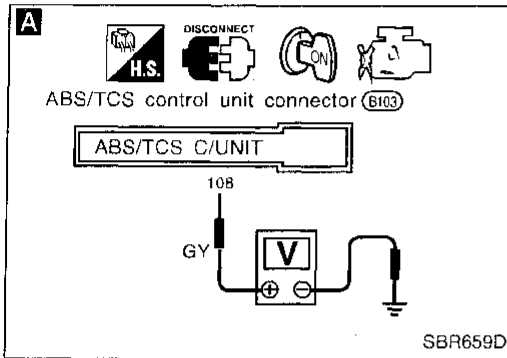 A
DISCONNECT
H.S.
ON
ABS/TCS control unit connector B103
ABS/TCS C/UNIT
108
GY
V
⊕ ⊖
SBR659D